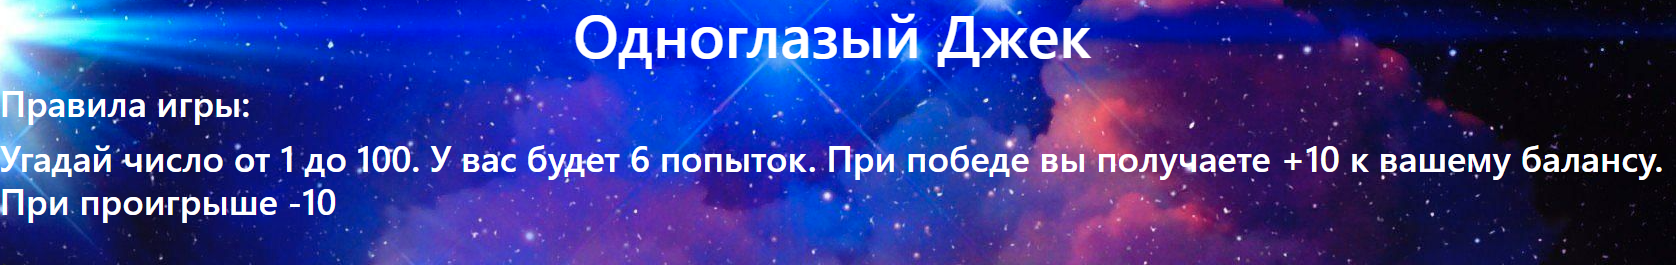 Одноглазый Джек
Правила игры:
Угадай число от 1 до 100. У вас будет 6 попыток. При победе вы получаете +10 к вашему балансу.
При проигрыше -10